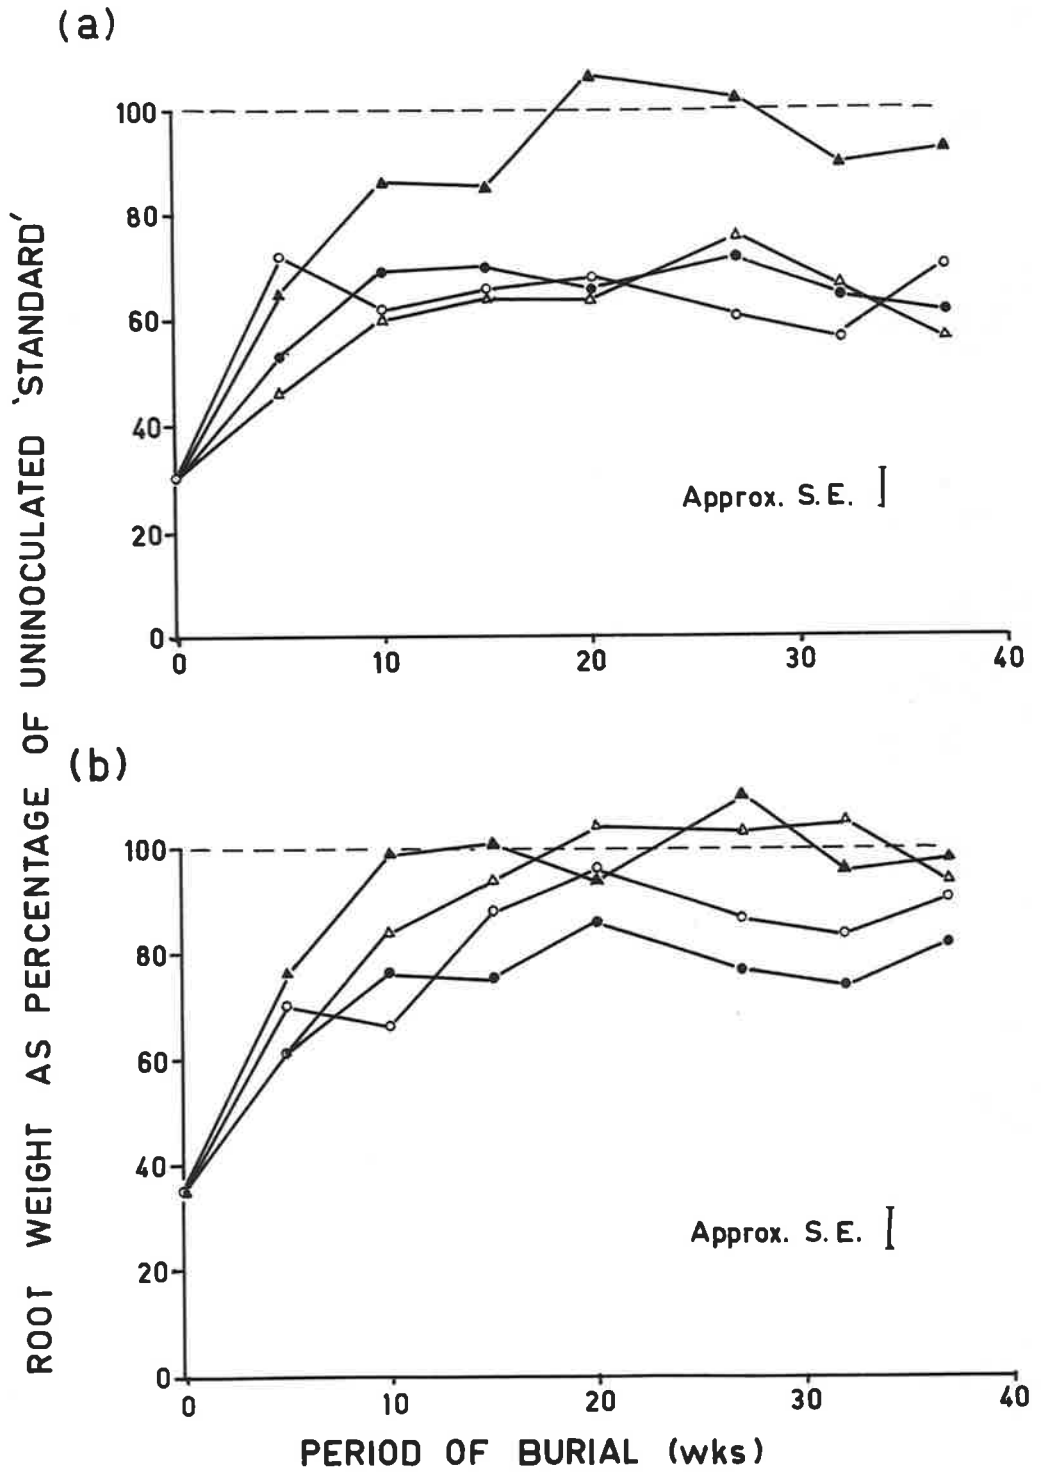 (a)
100
80
60
40
20
0
0 10 20 30 40
Approx. S.E.
ROOT WEIGHT AS PERCENTAGE OF UNINOCULATED 'STANDARD'
(b)
100
80
60
40
20
0
0 10 20 30 40
Approx. S.E.
PERIOD OF BURIAL (wks)